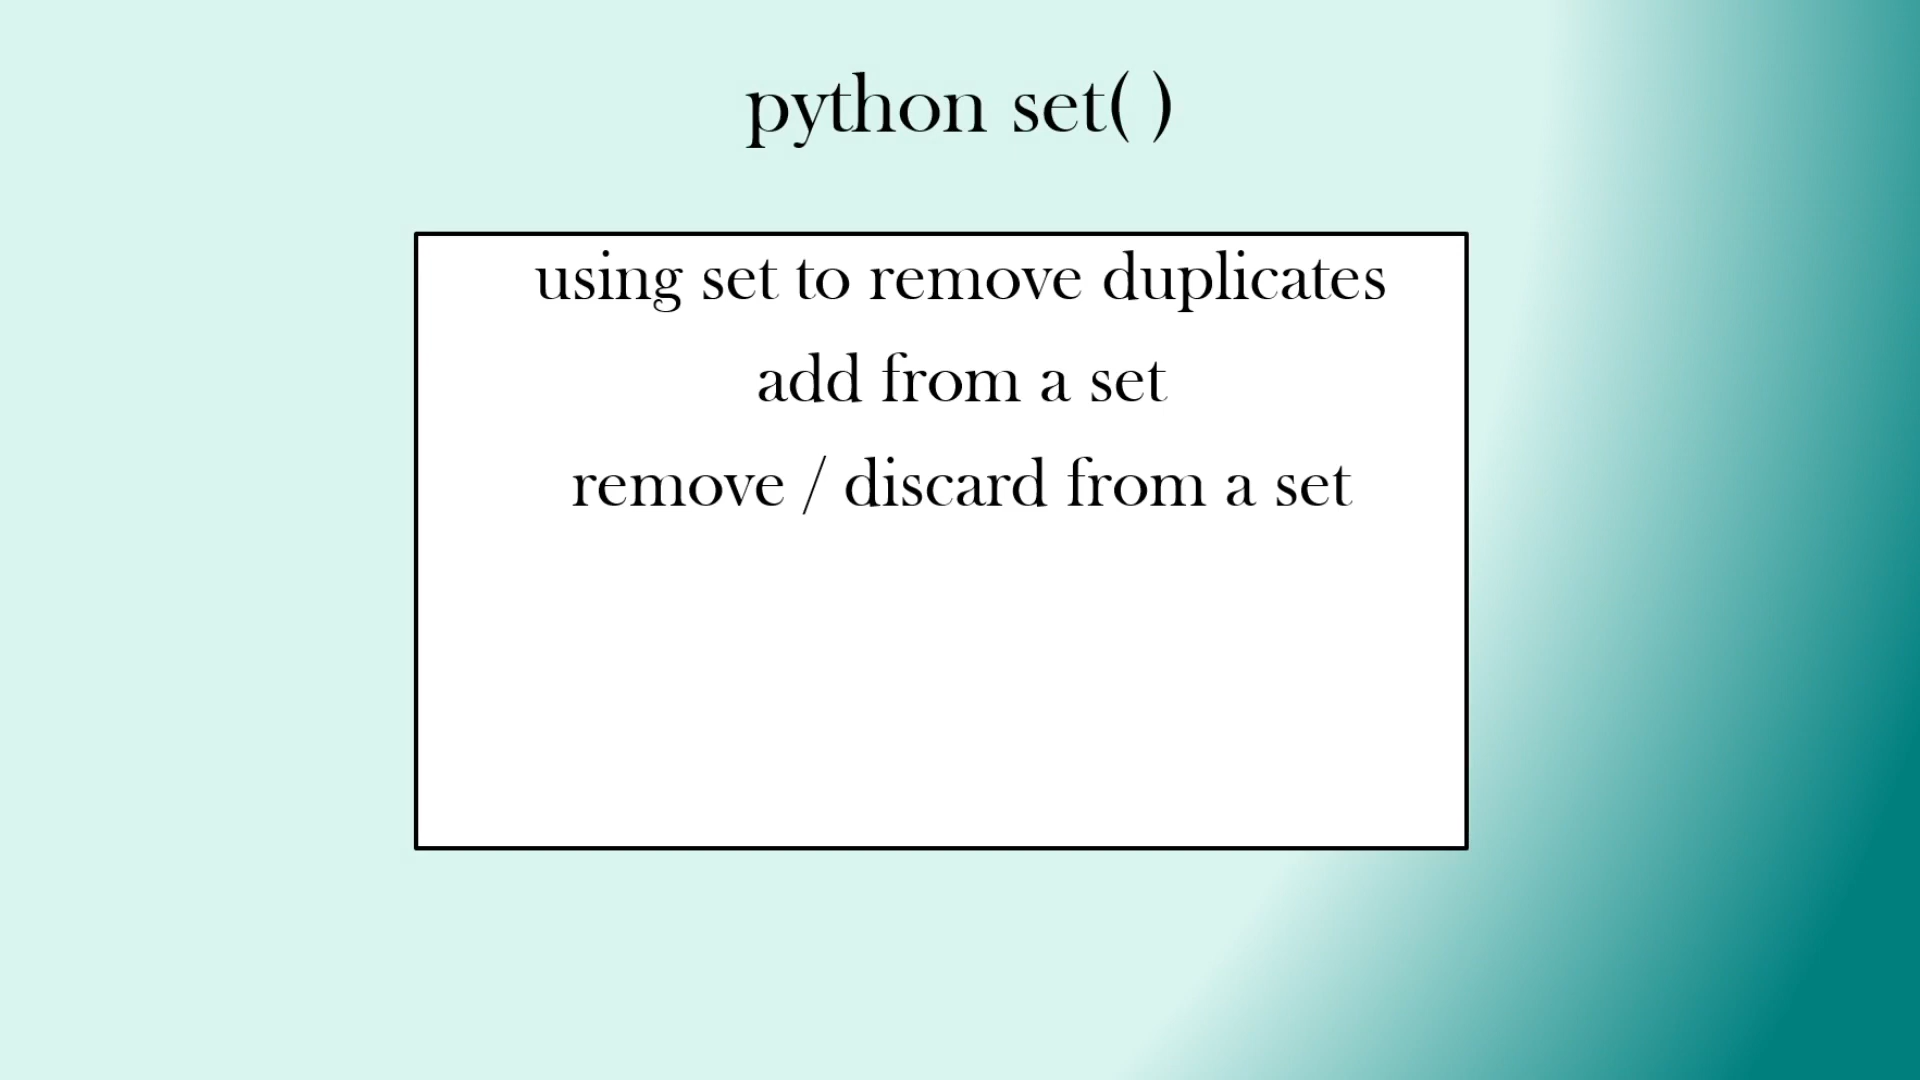 python set( )
using set to remove duplicates
add from a set
remove / discard from a set